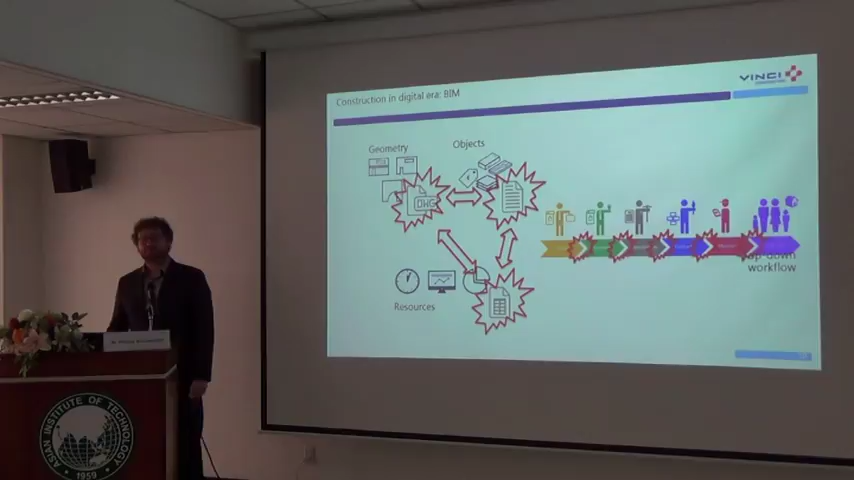 Construction in digital era: BIM
VINCI
Geometry
Objects
DWG
Resources
workflow
ASIAN INSTITUTE OF TECHNOLOGY
1959